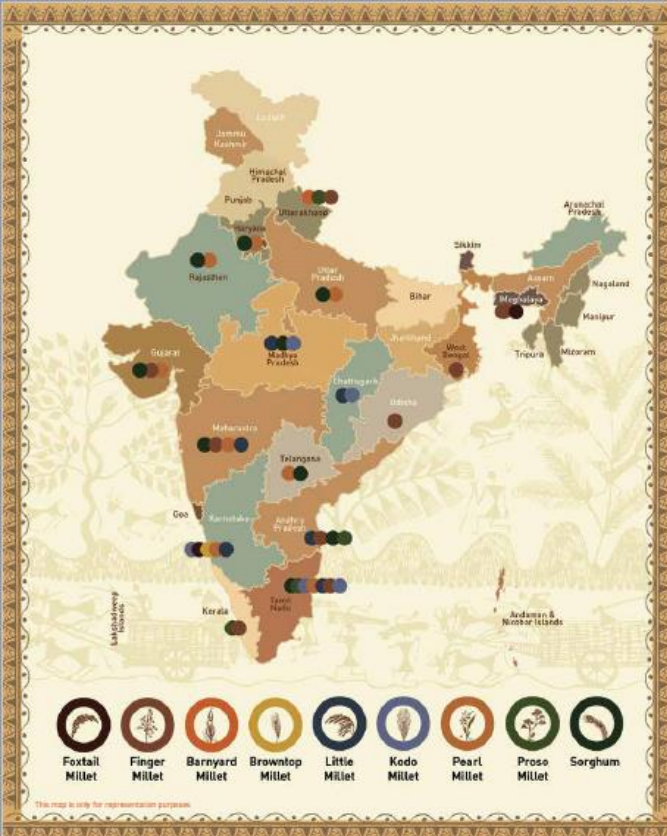 Ladakh
Jammu
Kashmir
Himachal
Pradesh
Punjab
Uttarakhand
Haryana
Arunachal
Pradesh
Sikkim
Rajasthan
Uttar
Pradesh
Bihar
Assam
Nagaland
Meghalaya
Manipur
Tripura
Mizoram
Gujarat
Madhya
Pradesh
Jharkhand
West
Bengal
Odisha
Telangana
Goa
Karnataka
Andhra
Pradesh
Tamil
Nadu
Kerala
Lakshadweep
Islands
Andaman &
Nicobar Islands
Foxtail
Millet
Finger
Millet
Barnyard
Millet
Browntop
Millet
Little
Millet
Kodo
Millet
Pearl
Millet
Proso
Millet
Sorghum
This map is only for representation purposes